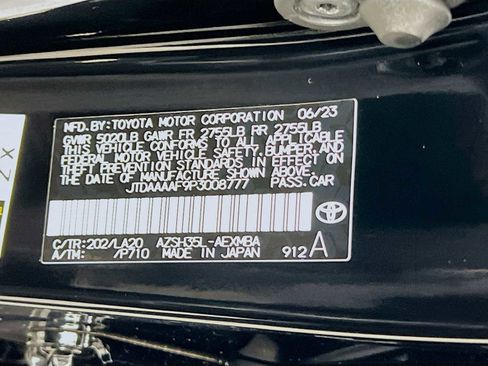 MFD. BY: TOYOTA MOTOR CORPORATION 06/23
GVWR 5020LB GAWR FR 2755LB RR 2755LB
THIS VEHICLE CONFORMS TO ALL APPLICABLE
FEDERAL MOTOR VEHICLE SAFETY, BUMPER, AND
THEFT PREVENTION STANDARDS IN EFFECT ON
THE DATE OF MANUFACTURE SHOWN ABOVE.
JTDAAAAF9P3008777 PASS.CAR
C/TR:202/LA20 AZSH35L-AEXMBA
A/TM: /P710 MADE IN JAPAN 912 A